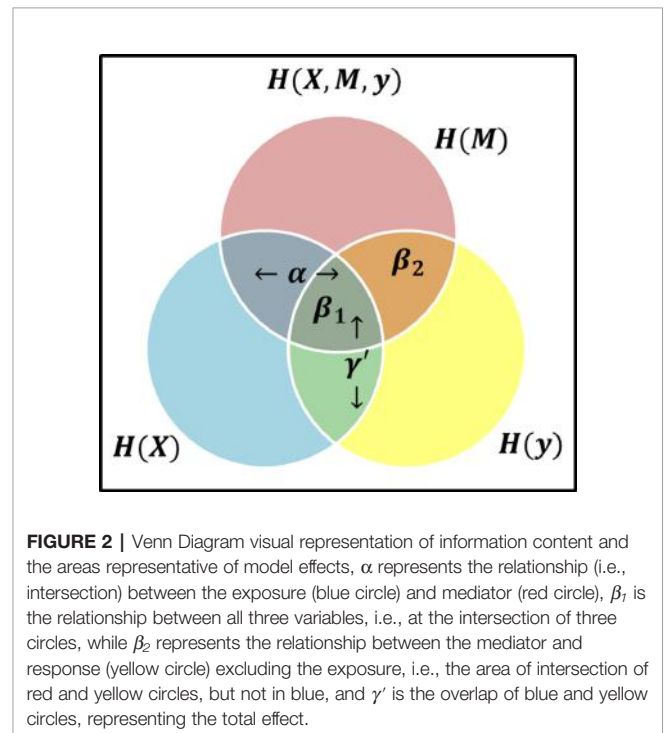 H(X, M, y)
H(M)
← α →
β₂
β₁ ↑
γ′
↓
H(X)
H(y)
FIGURE 2 | Venn Diagram visual representation of information content and
the areas representative of model effects, α represents the relationship (i.e.,
intersection) between the exposure (blue circle) and mediator (red circle), β₁ is
the relationship between all three variables, i.e., at the intersection of three
circles, while β₂ represents the relationship between the mediator and
response (yellow circle) excluding the exposure, i.e., the area of intersection of
red and yellow circles, but not in blue, and γ′ is the overlap of blue and yellow
circles, representing the total effect.